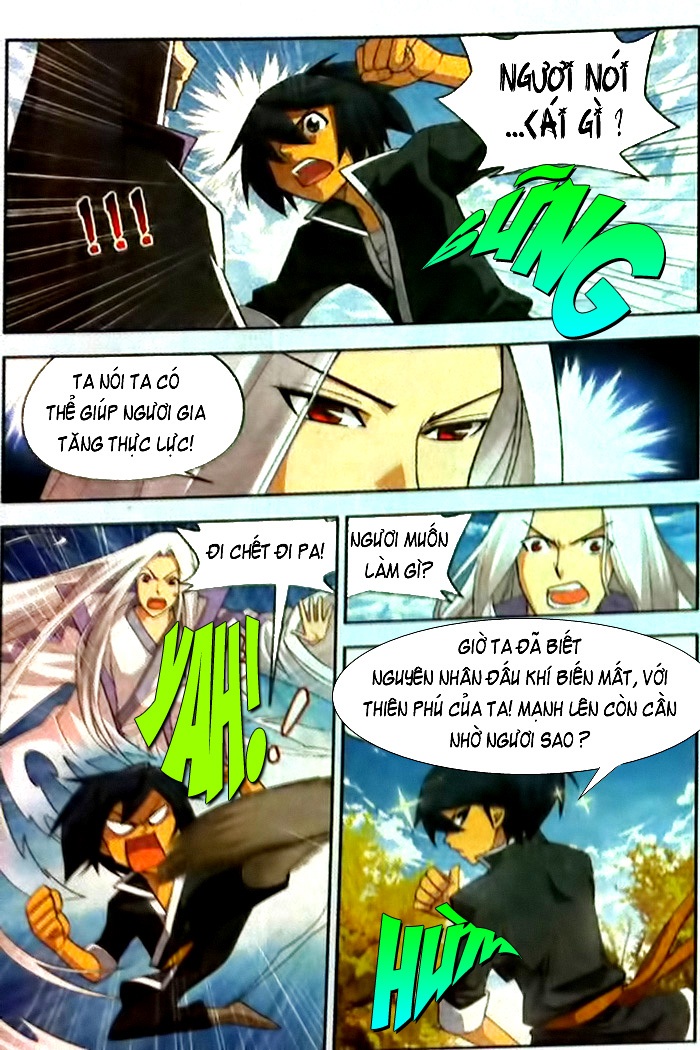 NGƯƠI NÓI
...CÁI GÌ ?
SỮNG
!!!
TA NÓI TA CÓ
THỂ GIÚP NGƯƠI GIA
TĂNG THỰC LỰC!
ĐI CHẾT ĐI PA!
YAH!
!
NGƯƠI MUỐN
LÀM GÌ?
GIỜ TA ĐÃ BIẾT
NGUYÊN NHÂN ĐẤU KHÍ BIẾN MẤT, VỚI
THIÊN PHÚ CỦA TA! MẠNH LÊN CÒN CẦN
NHỜ NGƯƠI SAO ?
HỪM